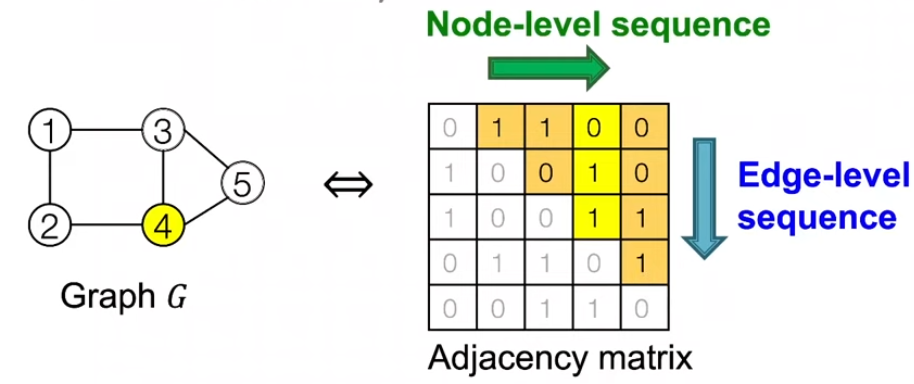 Node-level sequence
1 3
5
2 4
Graph G
0 1 1 0 0
1 0 0 1 0
1 0 0 1 1
0 1 1 0 1
0 0 1 1 0
Edge-level
sequence
Adjacency matrix